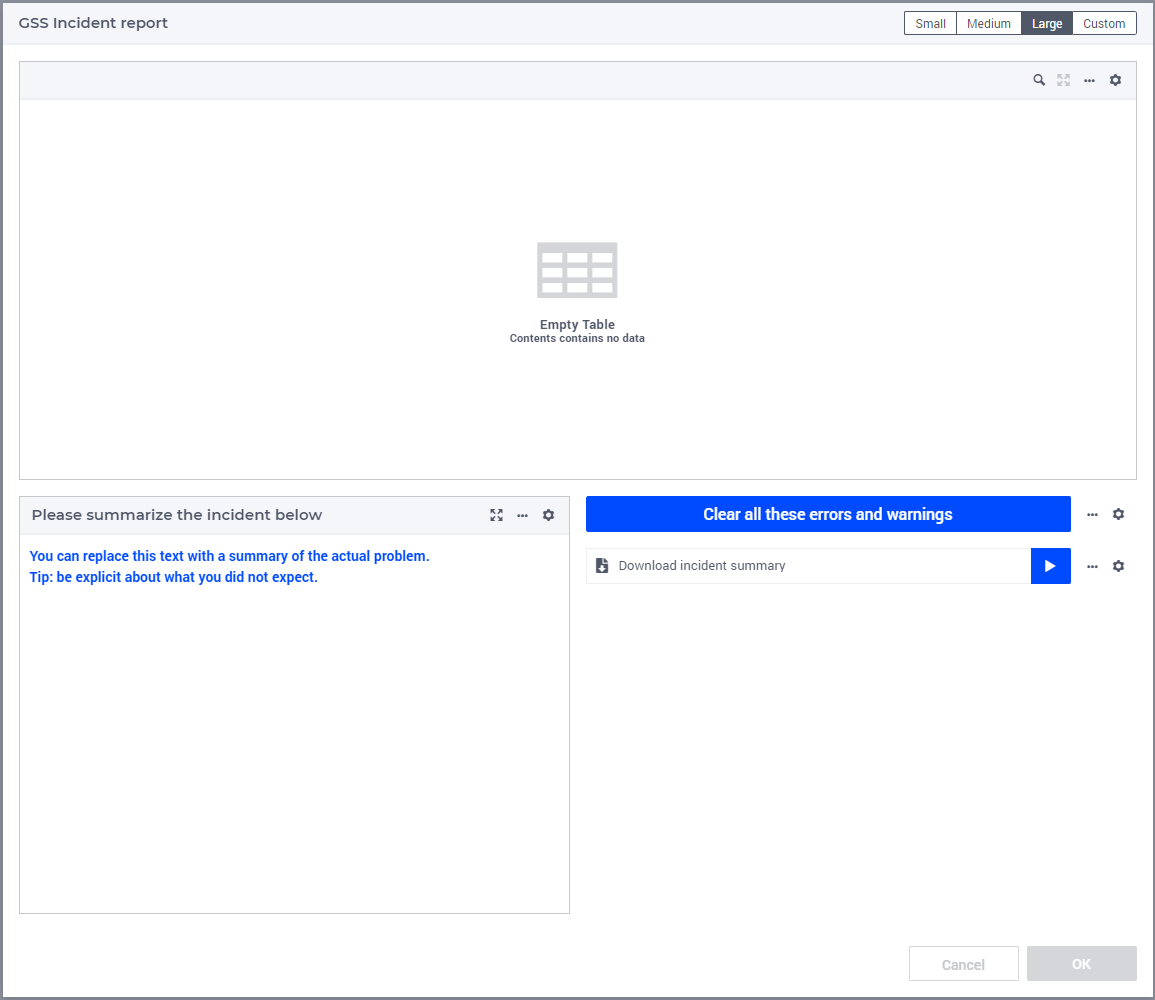 GSS Incident report
Small Medium Large Custom
Empty Table
Contents contains no data
Please summarize the incident below
You can replace this text with a summary of the actual problem.
Tip: be explicit about what you did not expect.
Clear all these errors and warnings
Download incident summary
Cancel OK